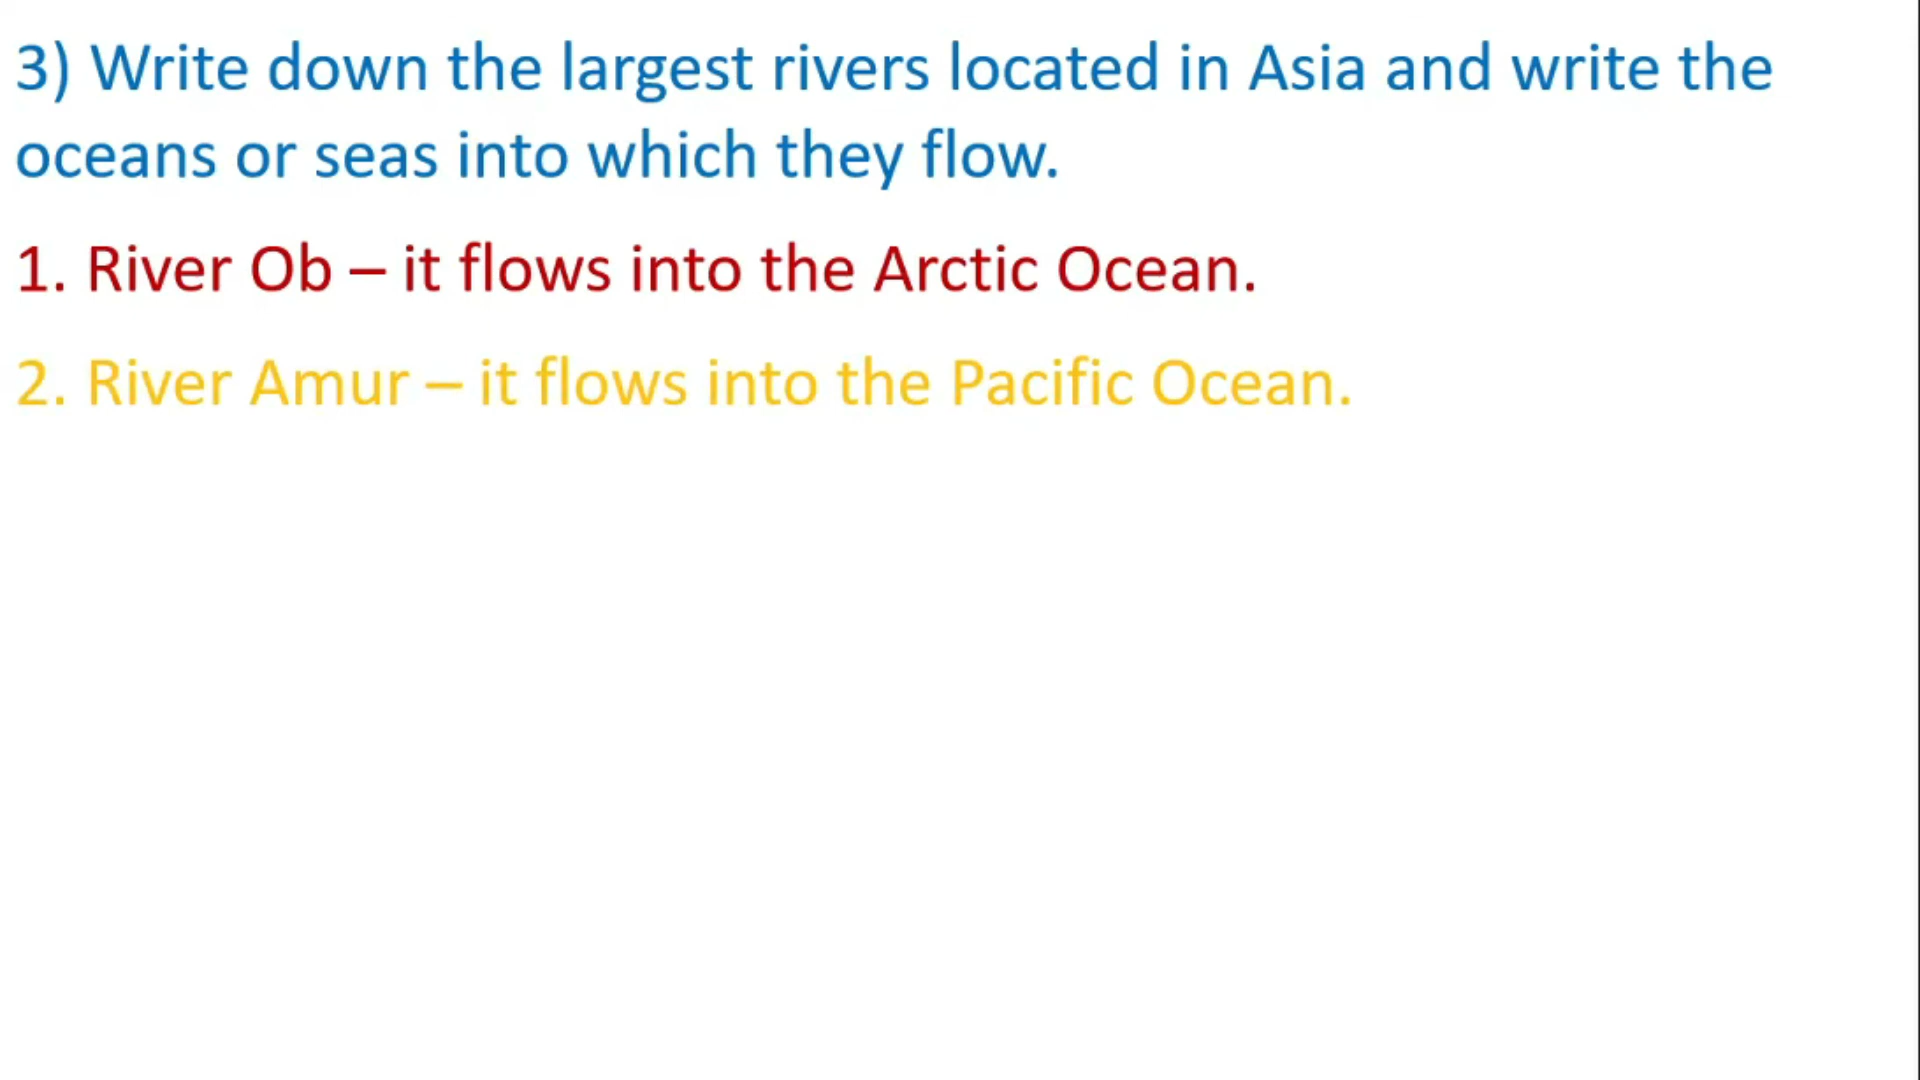 3) Write down the largest rivers located in Asia and write the
oceans or seas into which they flow.
1. River Ob – it flows into the Arctic Ocean.
2. River Amur – it flows into the Pacific Ocean.